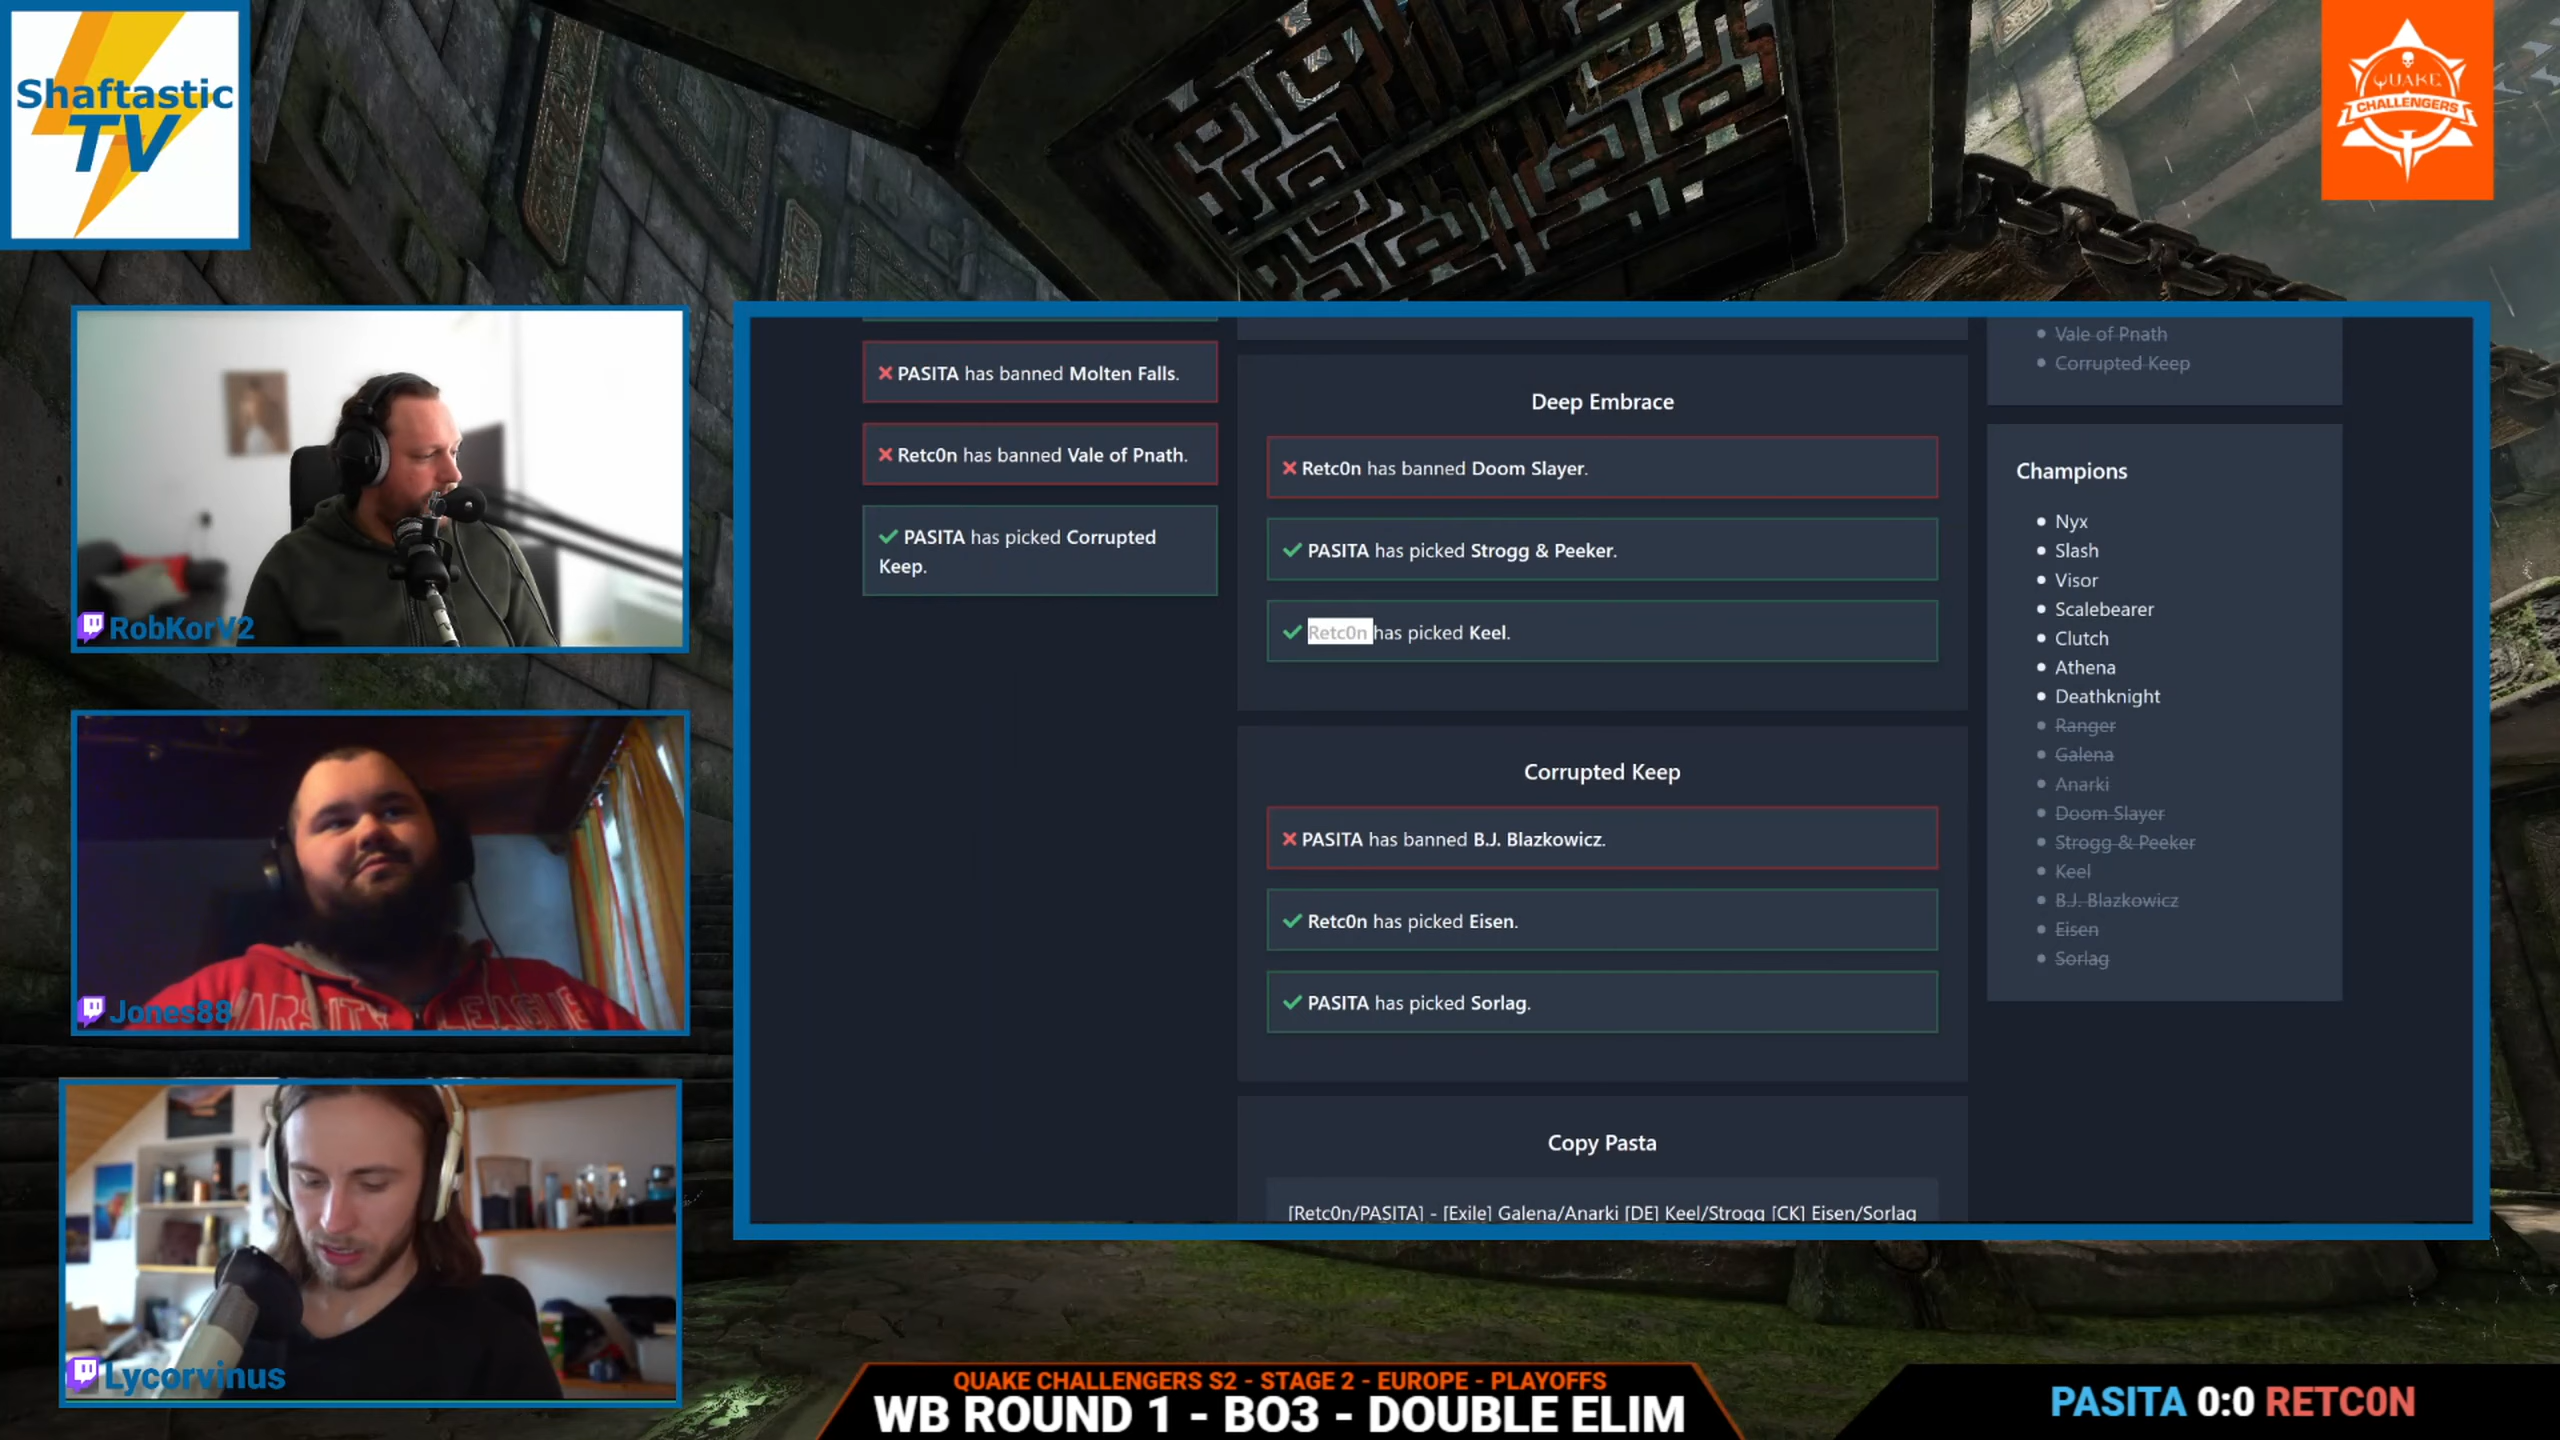 Shaftastic
TV
QUAKE
CHALLENGERS
RobKorV2
Jones88
VARSITY LEAGUE
Lycorvinus
PASITA has banned Molten Falls.
Retc0n has banned Vale of Pnath.
PASITA has picked Corrupted
Keep.
Deep Embrace
Retc0n has banned Doom Slayer.
PASITA has picked Strogg & Peeker.
Retc0n has picked Keel.
Corrupted Keep
PASITA has banned B.J. Blazkowicz.
Retc0n has picked Eisen.
PASITA has picked Sorlag.
Copy Pasta
[Retc0n/PASITA] - [Exile] Galena/Anarki [DE] Keel/Strogg [CK] Eisen/Sorlag
Vale of Pnath
Corrupted Keep
Champions
Nyx
Slash
Visor
Scalebearer
Clutch
Athena
Deathknight
Ranger
Galena
Anarki
Doom Slayer
Strogg & Peeker
Keel
B.J. Blazkowicz
Eisen
Sorlag
QUAKE CHALLENGERS S2 - STAGE 2 - EUROPE - PLAYOFFS
WB ROUND 1 - BO3 - DOUBLE ELIM
PASITA 0:0 RETC0N